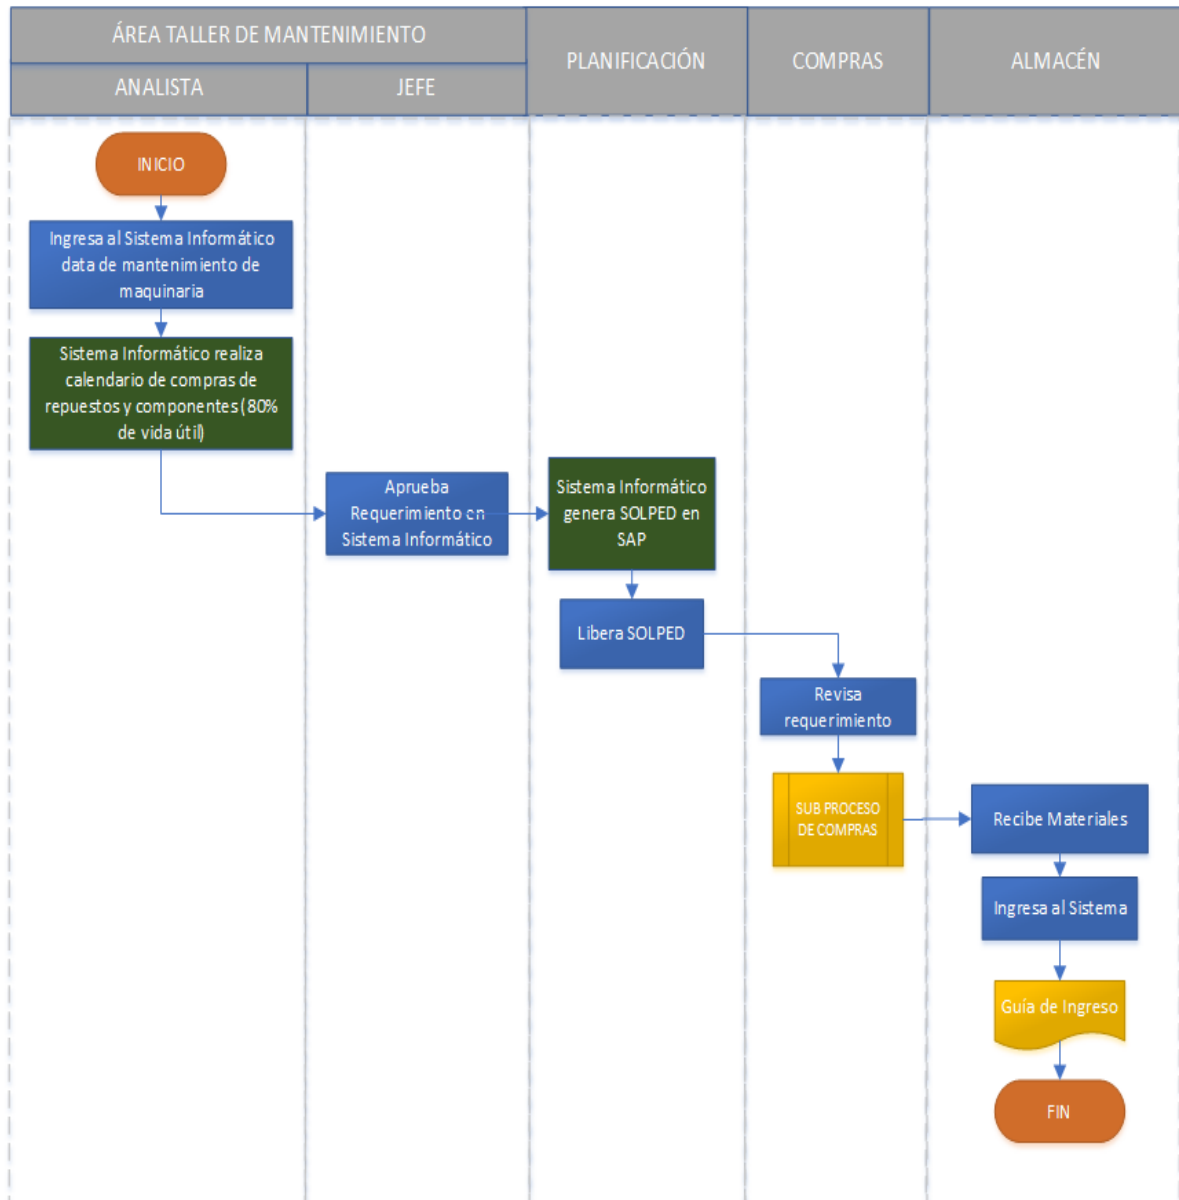 ÁREA TALLER DE MANTENIMIENTO
ANALISTA
JEFE
PLANIFICACIÓN
COMPRAS
ALMACÉN
INICIO
Ingresa al Sistema Informático
data de mantenimiento de
maquinaria
Sistema Informático realiza
calendario de compras de
repuestos y componentes (80%
de vida útil)
Aprueba
Requerimiento en
Sistema Informático
Sistema Informático
genera SOLPED en
SAP
Libera SOLPED
Revisa
requerimiento
SUB PROCESO
DE COMPRAS
Recibe Materiales
Ingresa al Sistema
Guía de Ingreso
FIN